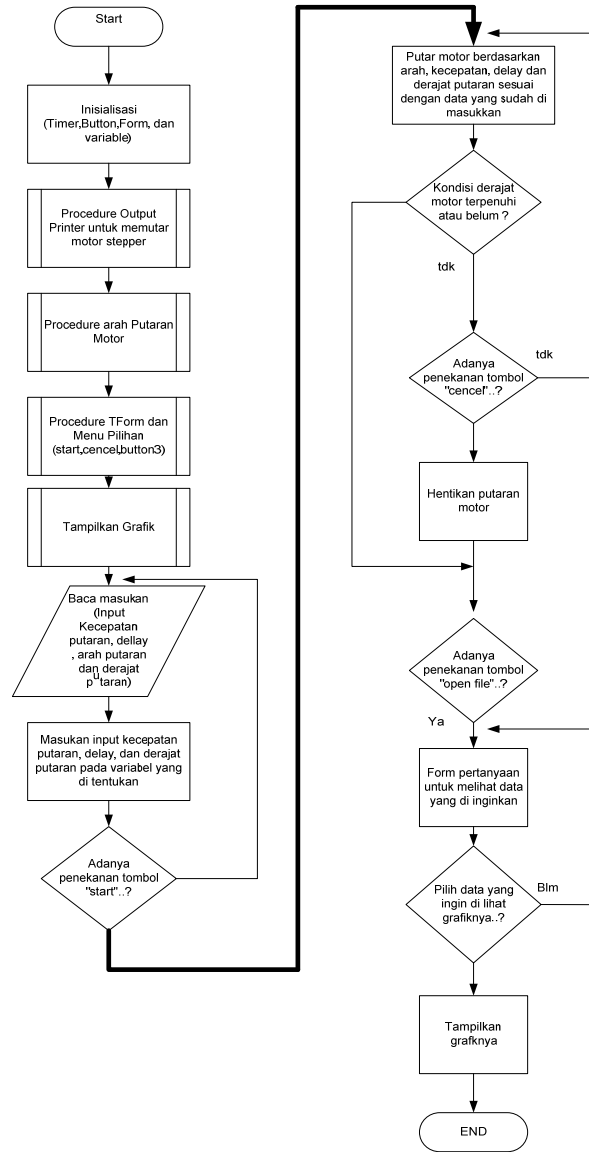 Start
Inisialisasi
(Timer,Button,Form, dan
variable)
Procedure Output
Printer untuk memutar
motor stepper
Procedure arah Putaran
Motor
Procedure TForm dan
Menu Pilihan
(start,cencel,button3)
Tampilkan Grafik
Baca masukan
(Input
Kecepatan
putaran, dellay
, arah putaran
dan derajat
putaran)
Masukan input kecepatan
putaran, delay, dan derajat
putaran pada variabel yang
di tentukan
Adanya
penekanan tombol
"start"..?
Putar motor berdasarkan
arah, kecepatan, delay dan
derajat putaran sesuai
dengan data yang sudah di
masukkan
Kondisi derajat
motor terpenuhi
atau belum ?
tdk
Adanya
penekanan tombol
"cencel"..?
tdk
Hentikan putaran
motor
Adanya
penekanan tombol
"open file"..?
Ya
Form pertanyaan
untuk melihat data
yang di inginkan
Pilih data yang
ingin di lihat
grafiknya..?
Blm
Tampilkan
grafknya
END